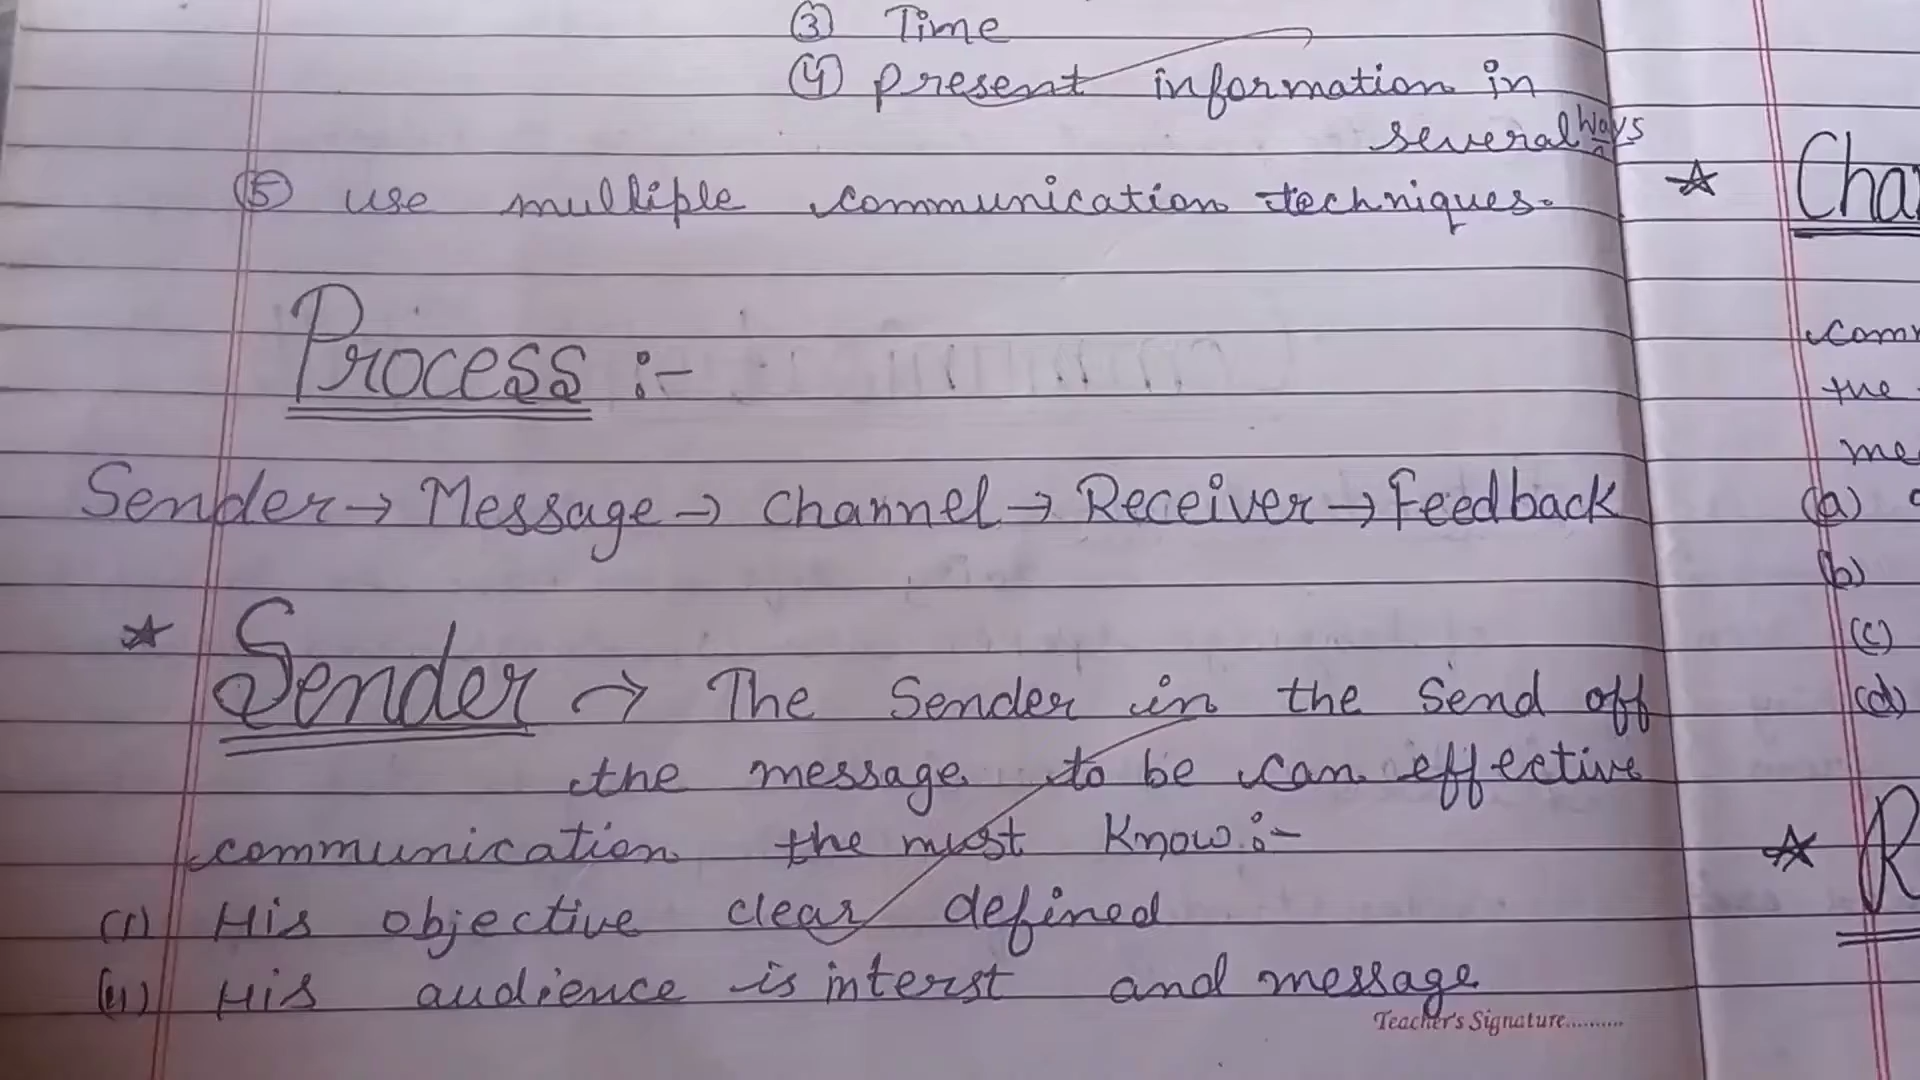 ③ Time
④ present information in
several ways
⑤ use multiple communication techniques.
Process :-
Sender → Message → Channel → Receiver → Feedback
☆ Sender → The Sender in the Send off
the message to be can effective
communication the must know :-
(i) His objective clear defined
(ii) His audience is interst and message
Teacher's Signature..........
☆ Cha
comm
the
me
(a)
(b)
(c)
(d)
☆ R